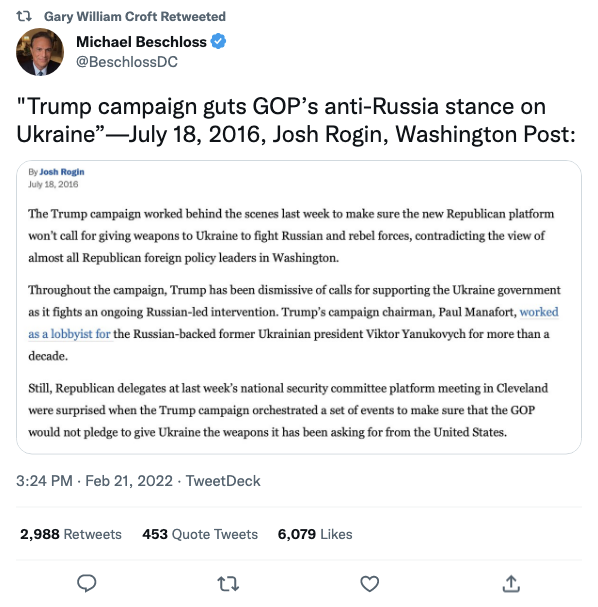 Gary William Croft Retweeted
Michael Beschloss
@BeschlossDC
"Trump campaign guts GOP’s anti-Russia stance on
Ukraine”—July 18, 2016, Josh Rogin, Washington Post:
By Josh Rogin
July 18, 2016
The Trump campaign worked behind the scenes last week to make sure the new Republican platform
won’t call for giving weapons to Ukraine to fight Russian and rebel forces, contradicting the view of
almost all Republican foreign policy leaders in Washington.
Throughout the campaign, Trump has been dismissive of calls for supporting the Ukraine government
as it fights an ongoing Russian-led intervention. Trump’s campaign chairman, Paul Manafort, worked
as a lobbyist for the Russian-backed former Ukrainian president Viktor Yanukovych for more than a
decade.
Still, Republican delegates at last week’s national security committee platform meeting in Cleveland
were surprised when the Trump campaign orchestrated a set of events to make sure that the GOP
would not pledge to give Ukraine the weapons it has been asking for from the United States.
3:24 PM · Feb 21, 2022 · TweetDeck
2,988 Retweets 453 Quote Tweets 6,079 Likes